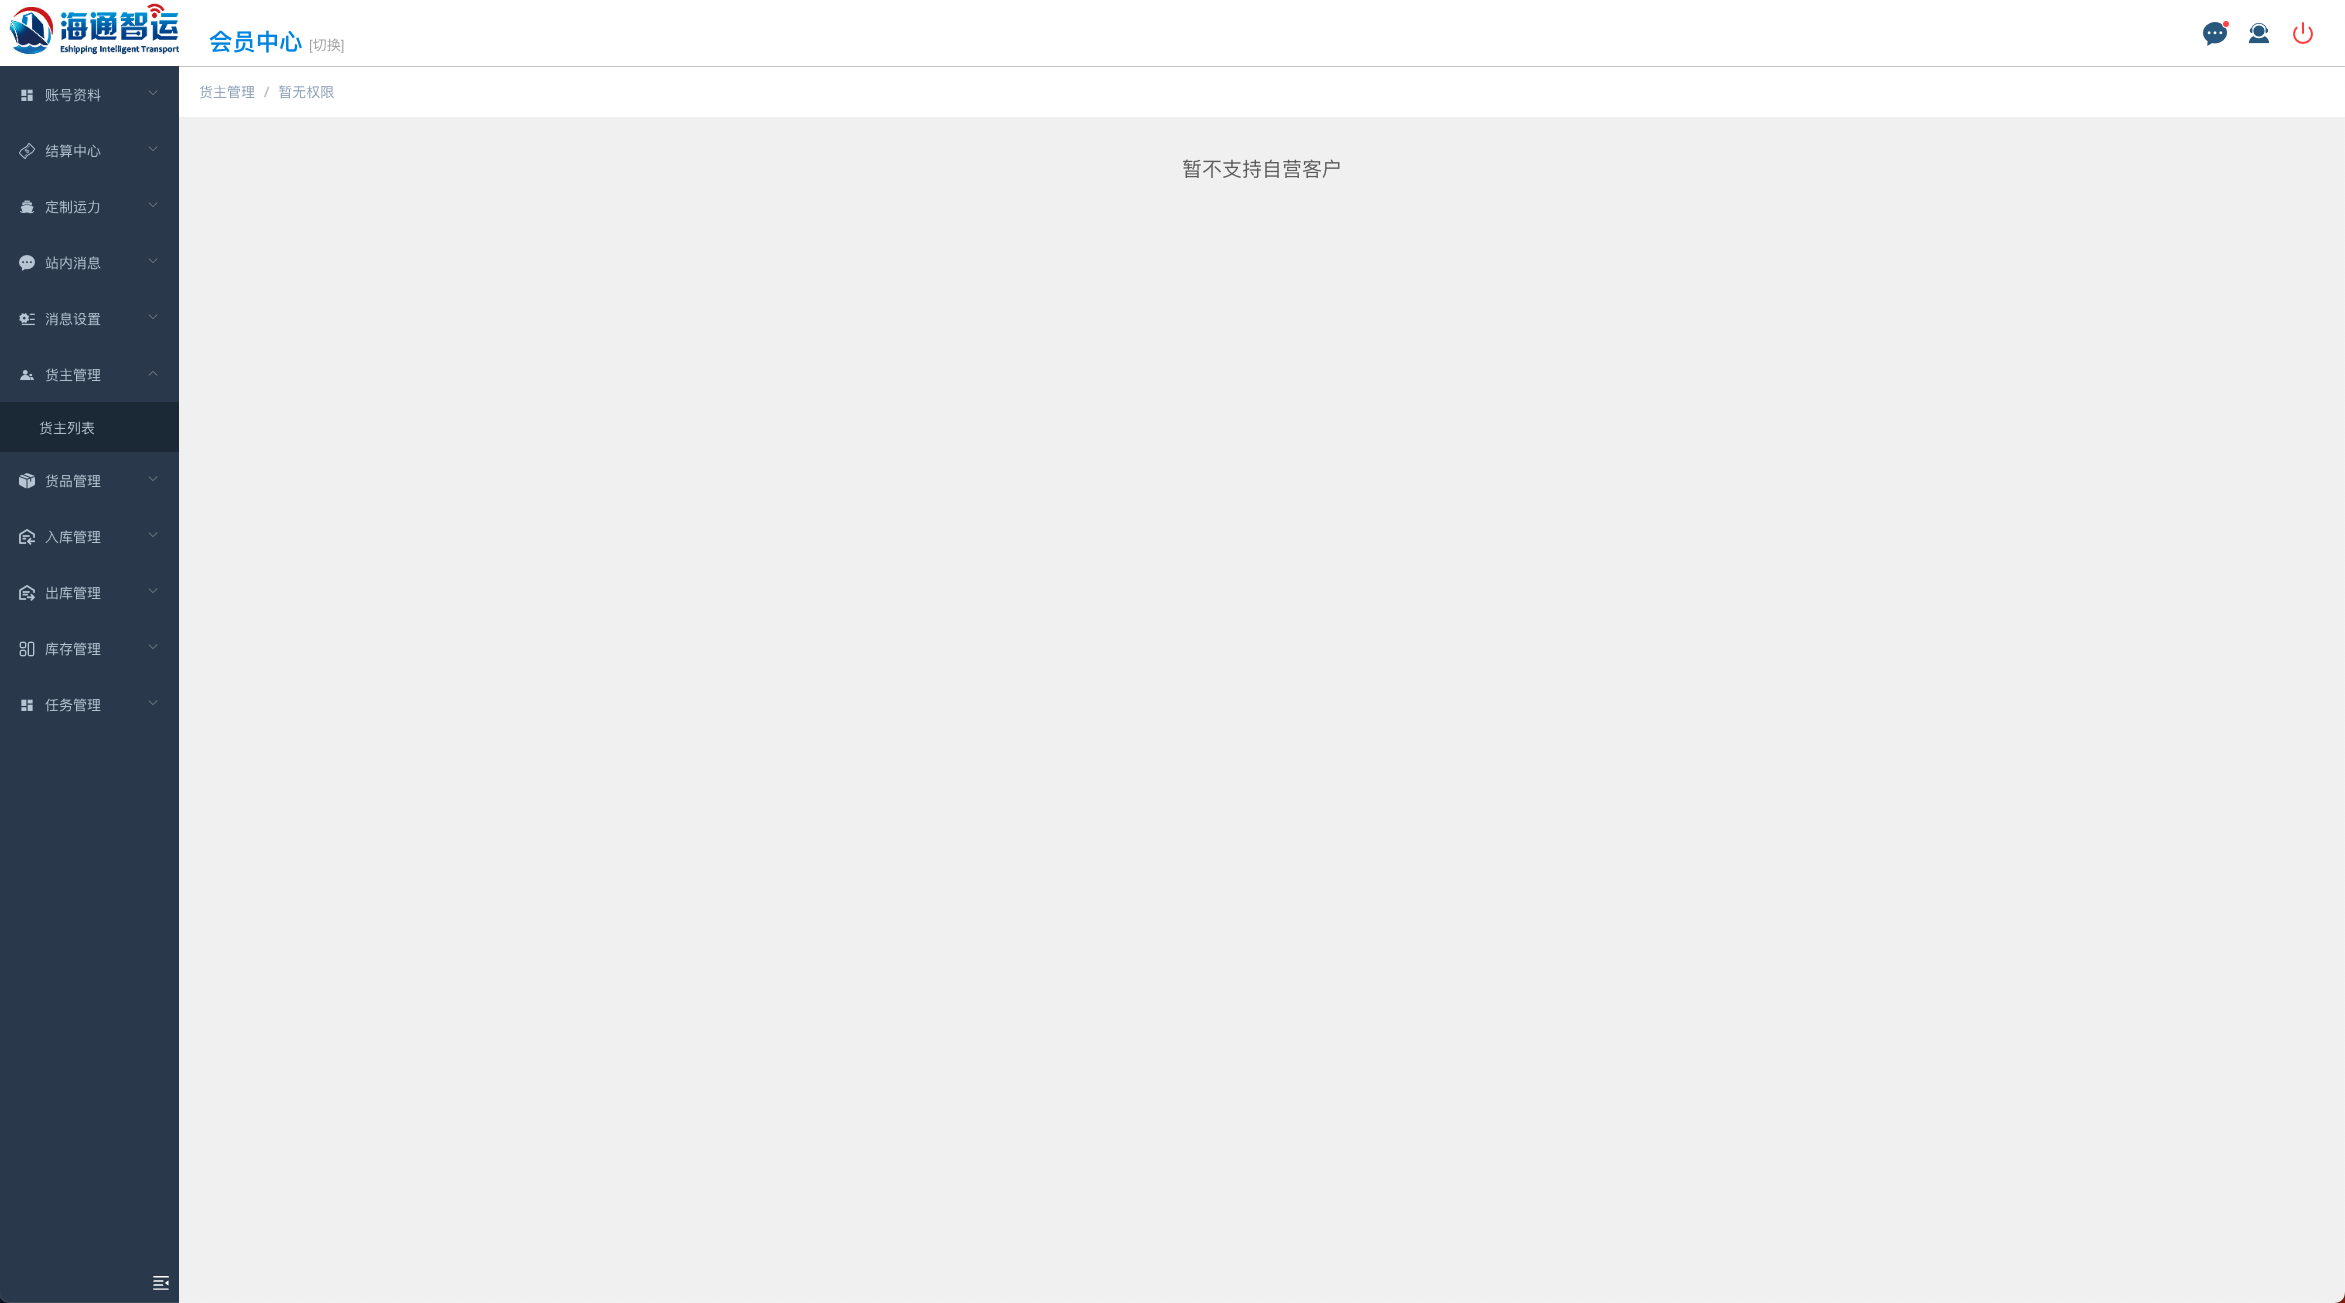 海通智运
Eshipping Intelligent Transport
会员中心 [切换]
货主管理 / 暂无权限
暂不支持自营客户
账号资料
结算中心
定制运力
站内消息
消息设置
货主管理
货主列表
货品管理
入库管理
出库管理
库存管理
任务管理